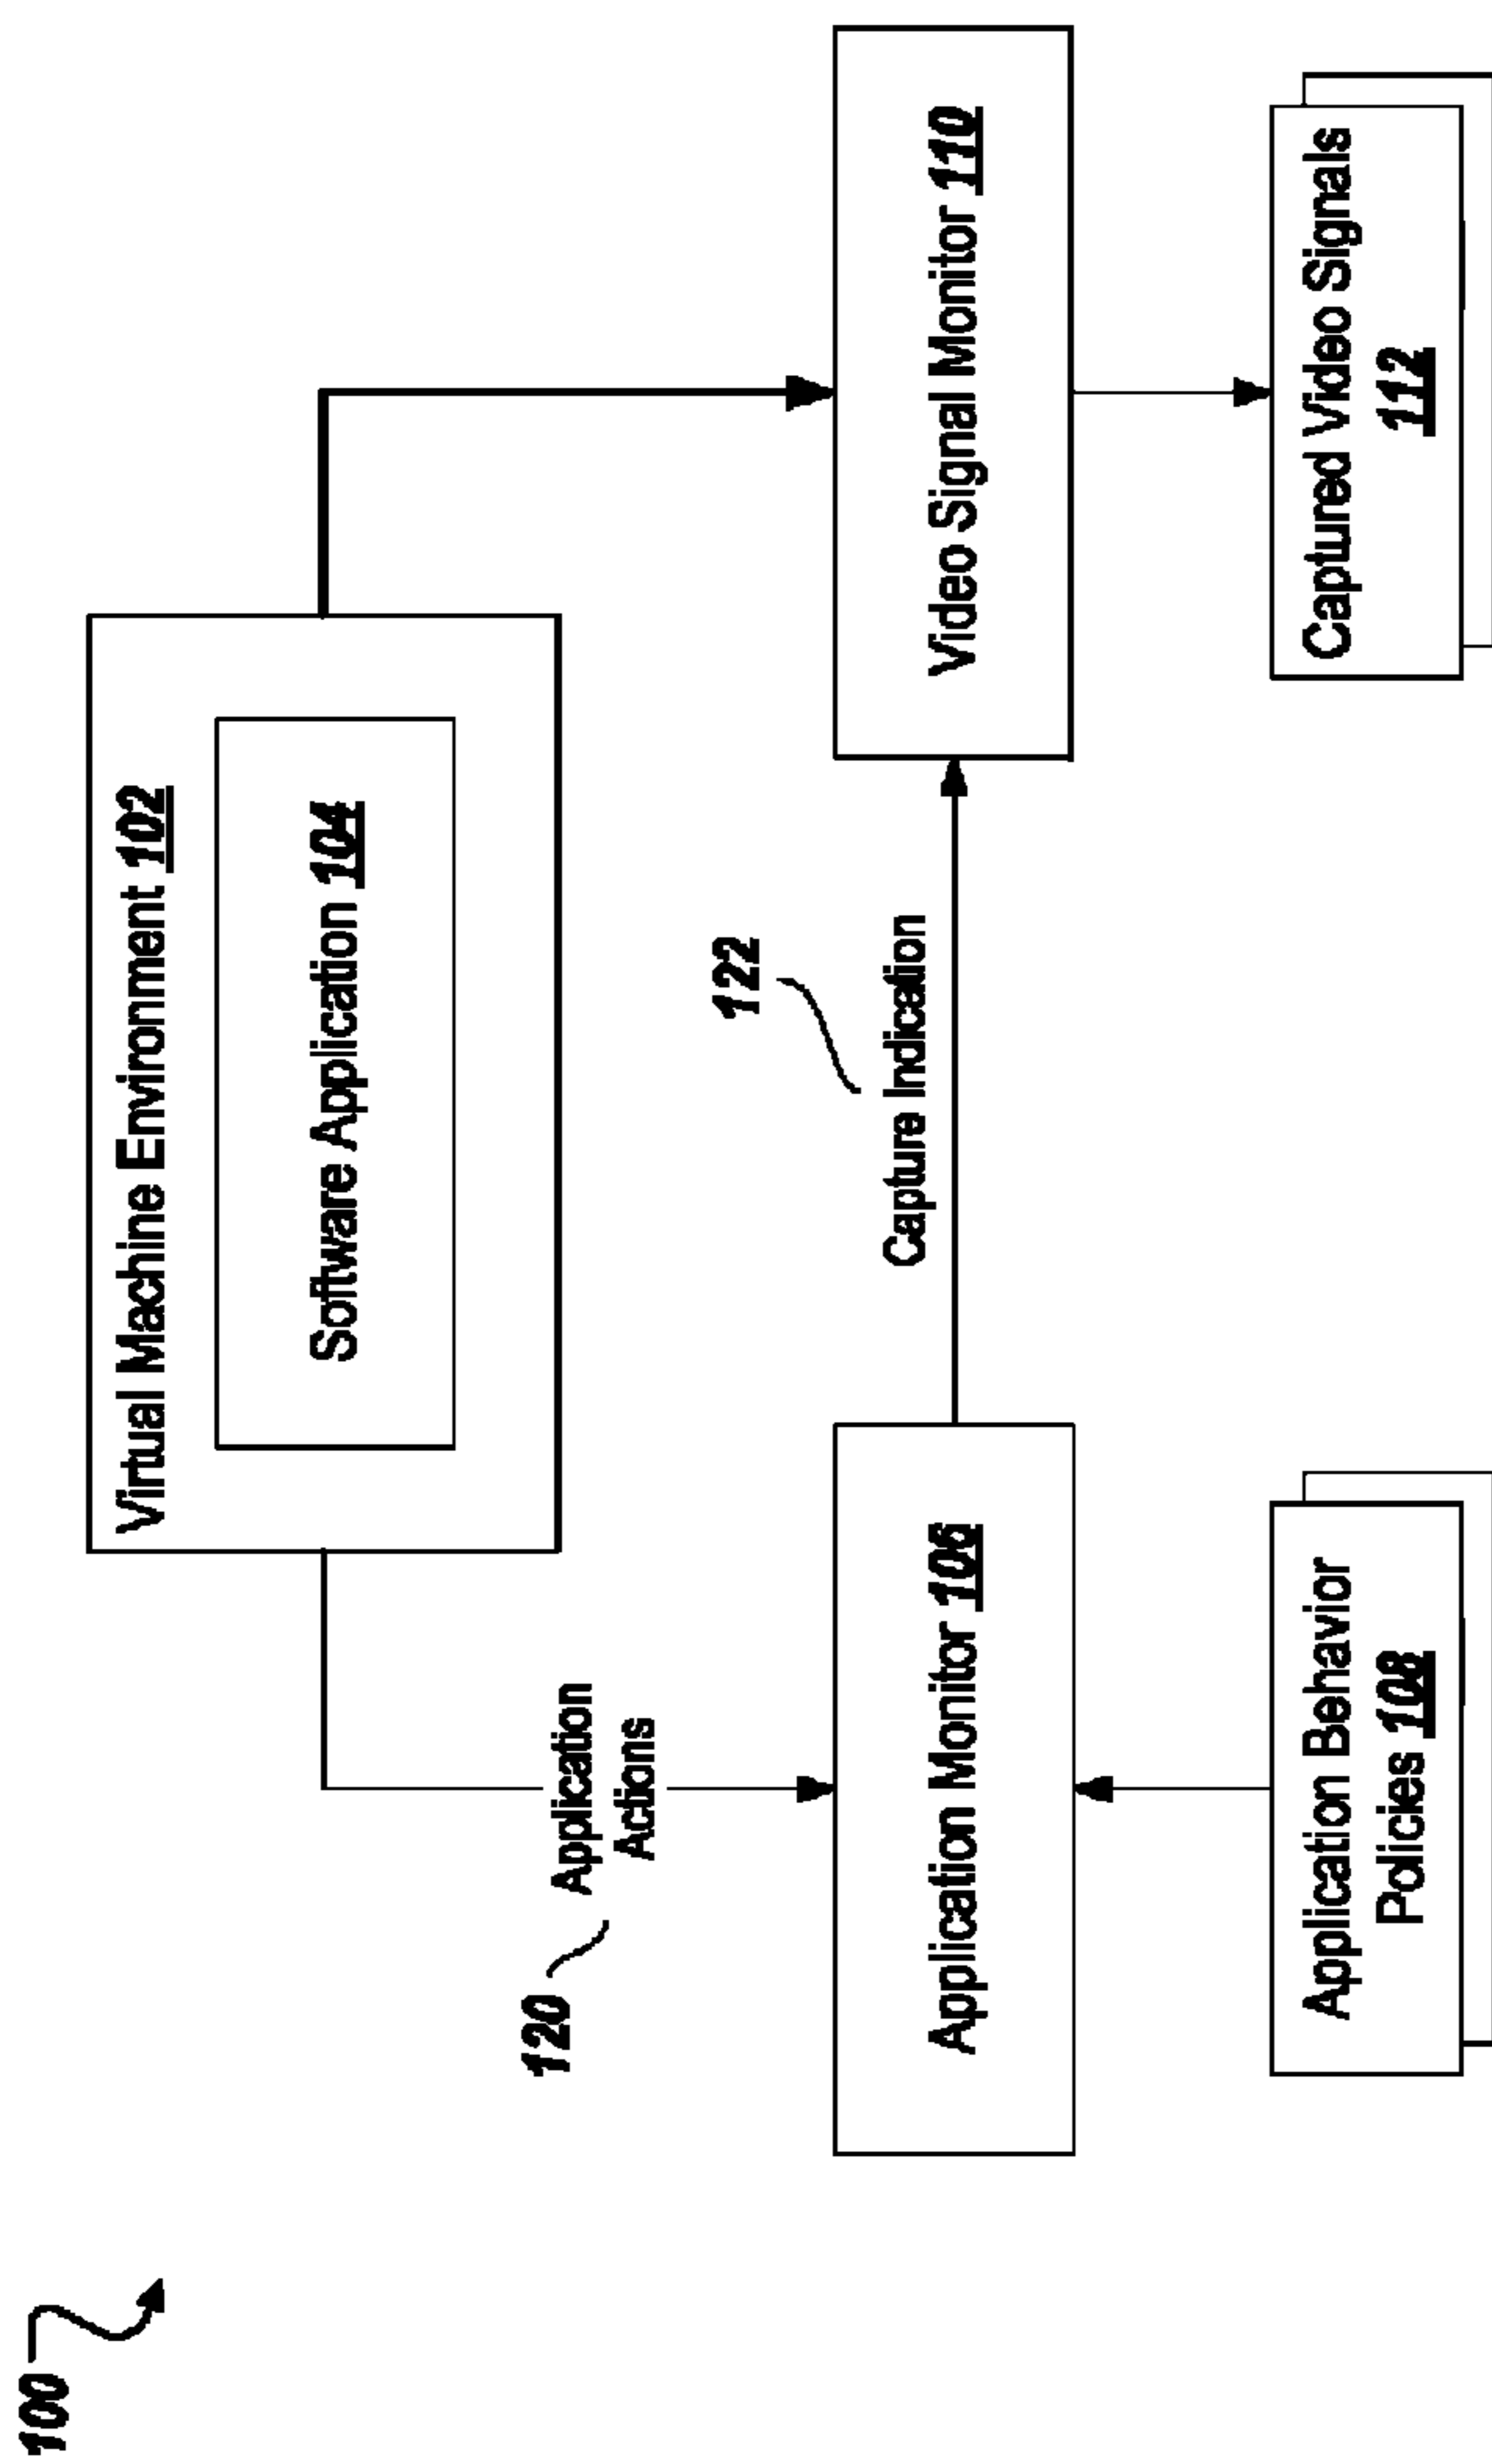 100
Virtual Machine Environment 102
Software Application 104
120
Application
Actions
122
Capture Indication
Application Monitor 106
Video Signal Monitor 110
Application Behavior
Policies 108
Captured Video Signals
112